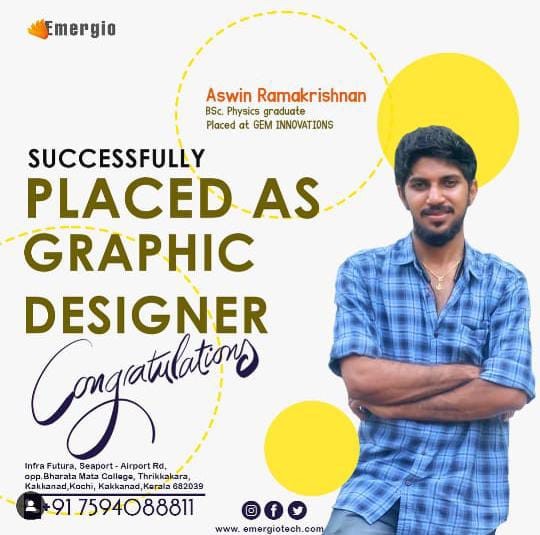 Emergio
Aswin Ramakrishnan
BSc. Physics graduate
Placed at GEM INNOVATIONS
SUCCESSFULLY
PLACED AS
GRAPHIC
DESIGNER
Congratulations
Infra Futura, Seaport - Airport Rd,
opp.Bharata Mata College, Thrikkakara,
Kakkanad,Kochi, Kakkanad,Kerala 682039
+91 7594088811
www. emergiotech.com